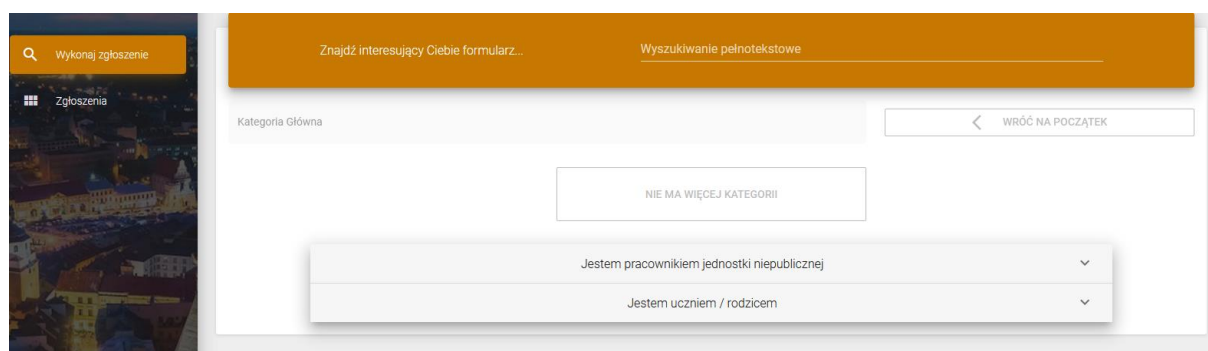 Wykonaj zgłoszenie
Zgłoszenia
Znajdź interesujący Ciebie formularz...
Wyszukiwanie pełnotekstowe
Kategoria Główna
WRÓĆ NA POCZĄTEK
NIE MA WIĘCEJ KATEGORII
Jestem pracownikiem jednostki niepublicznej
Jestem uczniem / rodzicem